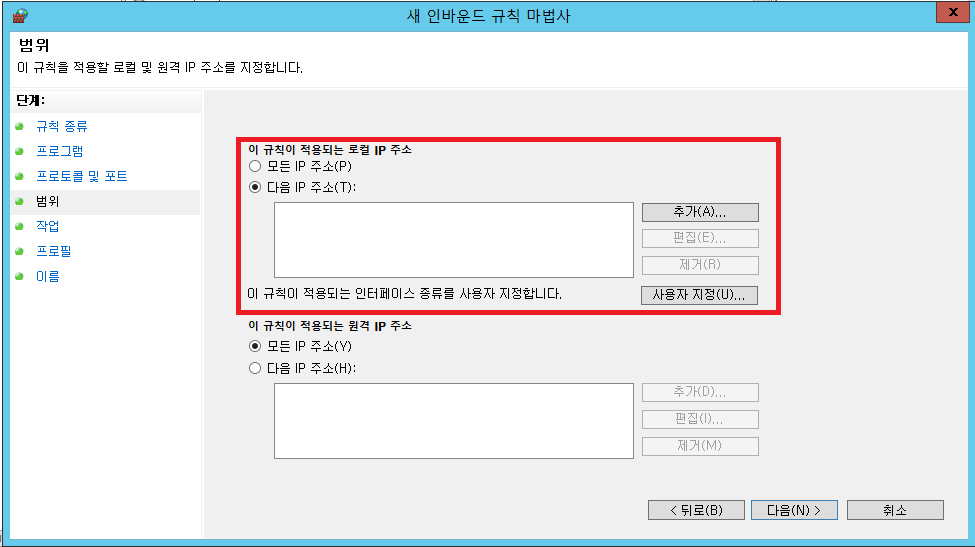 새 인바운드 규칙 마법사
x
범위
이 규칙을 적용할 로컬 및 원격 IP 주소를 지정합니다.
단계:
규칙 종류
프로그램
프로토콜 및 포트
범위
작업
프로필
이름
이 규칙이 적용되는 로컬 IP 주소
모든 IP 주소(P)
다음 IP 주소(T):
추가(A)...
편집(E)...
제거(R)
이 규칙이 적용되는 인터페이스 종류를 사용자 지정합니다.
사용자 지정(U)...
이 규칙이 적용되는 원격 IP 주소
모든 IP 주소(Y)
다음 IP 주소(H):
추가(D)...
편집(I)...
제거(M)
< 뒤로(B)
다음(N) >
취소